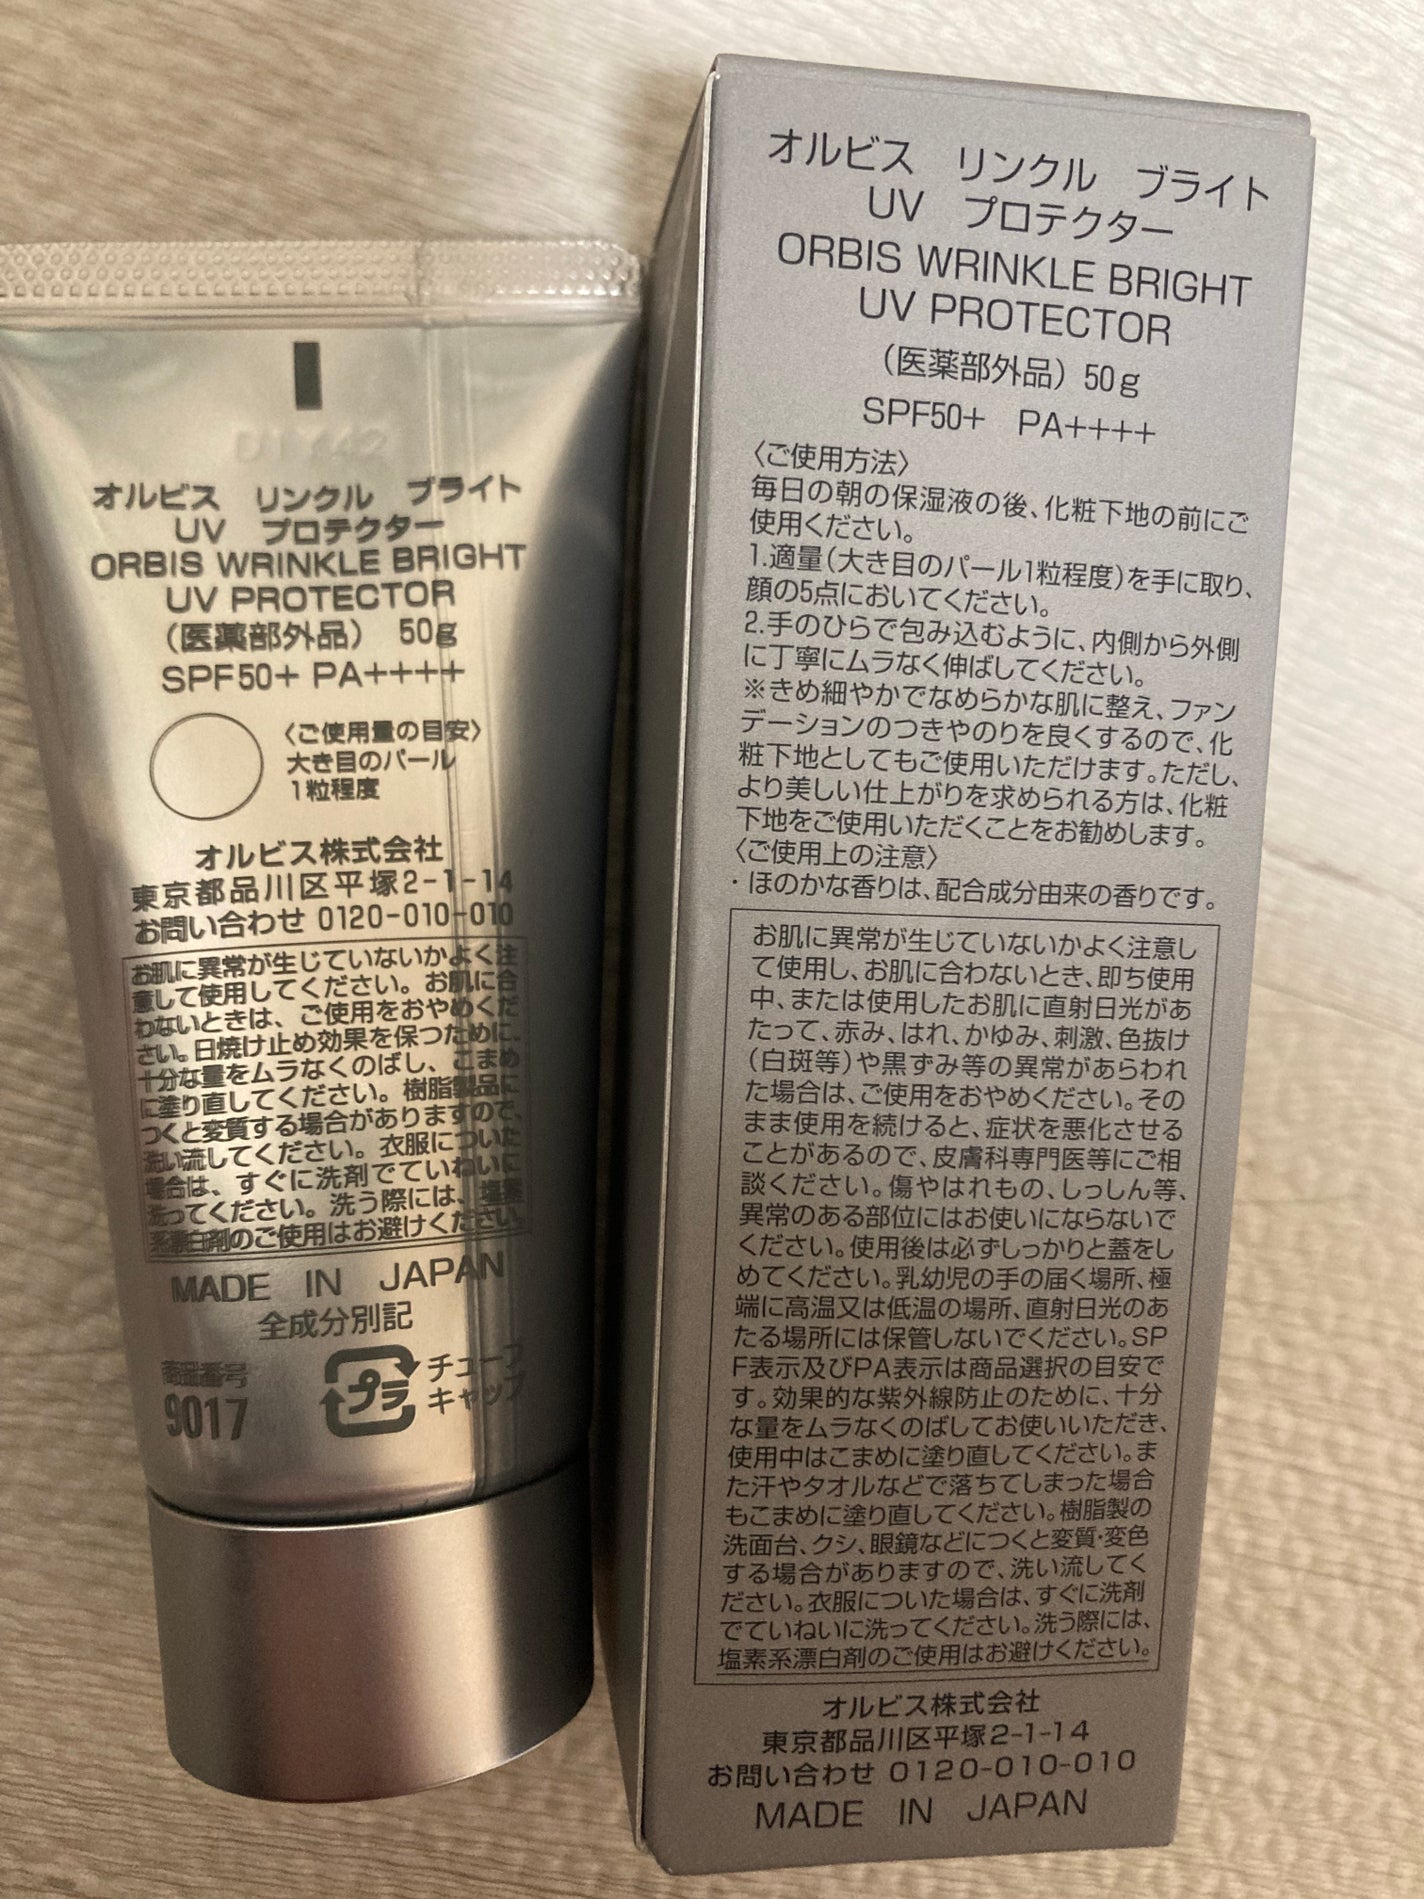 オルビス リンクル ブライト
UV プロテクター
ORBIS WRINKLE BRIGHT
UV PROTECTOR
(医薬部外品) 50g
SPF50+ PA++++
〈ご使用量の目安〉
大き目のパール
1粒程度
オルビス株式会社
東京都品川区平塚2-1-14
お問い合わせ 0120-010-010
お肌に異常が生じていないかよく注
意して使用してください。お肌に合
わないときは、ご使用をおやめくだ
さい。日焼け止め効果を保つために、
十分な量をムラなくのばし、こまめ
に塗り直してください。樹脂製品に
つくと変質する場合がありますので、
洗い流してください。衣服についた
場合は、すぐに洗剤でていねいに
洗ってください。洗う際には、塩素
系漂白剤のご使用はお避けください。
MADE IN JAPAN
全成分別記
商品番号
9017
プラ
チューブ
キャップ
オルビス リンクル ブライト
UV プロテクター
ORBIS WRINKLE BRIGHT
UV PROTECTOR
(医薬部外品) 50g
SPF50+ PA++++
〈ご使用方法〉
毎日の朝の保湿液の後、化粧下地の前にご
使用ください。
1.適量(大き目のパール1粒程度)を手に取り、
顔の5点においてください。
2.手のひらで包み込むように、内側から外側
に丁寧にムラなく伸ばしてください。
※きめ細やかでなめらかな肌に整え、ファン
デーションのつきやのりを良くするので、化
粧下地としてもご使用いただけます。ただし、
より美しい仕上がりを求められる方は、化粧
下地をご使用いただくことをお勧めします。
〈ご使用上の注意〉
・ほのかな香りは、配合成分由来の香りです。
お肌に異常が生じていないかよく注意し
て使用し、お肌に合わないとき、即ち使用
中、または使用したお肌に直射日光があ
たって、赤み、はれ、かゆみ、刺激、色抜け
(白斑等)や黒ずみ等の異常があらわれ
た場合は、ご使用をおやめください。その
まま使用を続けると、症状を悪化させる
ことがあるので、皮膚科専門医等にご相
談ください。傷やはれもの、しっしん等、
異常のある部位にはお使いにならないで
ください。使用後は必ずしっかりと蓋をし
めてください。乳幼児の手の届く場所、極
端に高温又は低温の場所、直射日光のあ
たる場所には保管しないでください。SP
F表示及びPA表示は商品選択の目安で
す。効果的な紫外線防止のために、十分
な量をムラなくのばしてお使いいただき、
使用中はこまめに塗り直してください。ま
た汗やタオルなどで落ちてしまった場合
もこまめに塗り直してください。樹脂製の
洗面台、クシ、眼鏡などにつくと変質・変色
する場合がありますので、洗い流してく
ださい。衣服についた場合は、すぐに洗剤
でていねいに洗ってください。洗う際には、
塩素系漂白剤のご使用はお避けください。
オルビス株式会社
東京都品川区平塚2-1-14
お問い合わせ 0120-010-010
MADE IN JAPAN